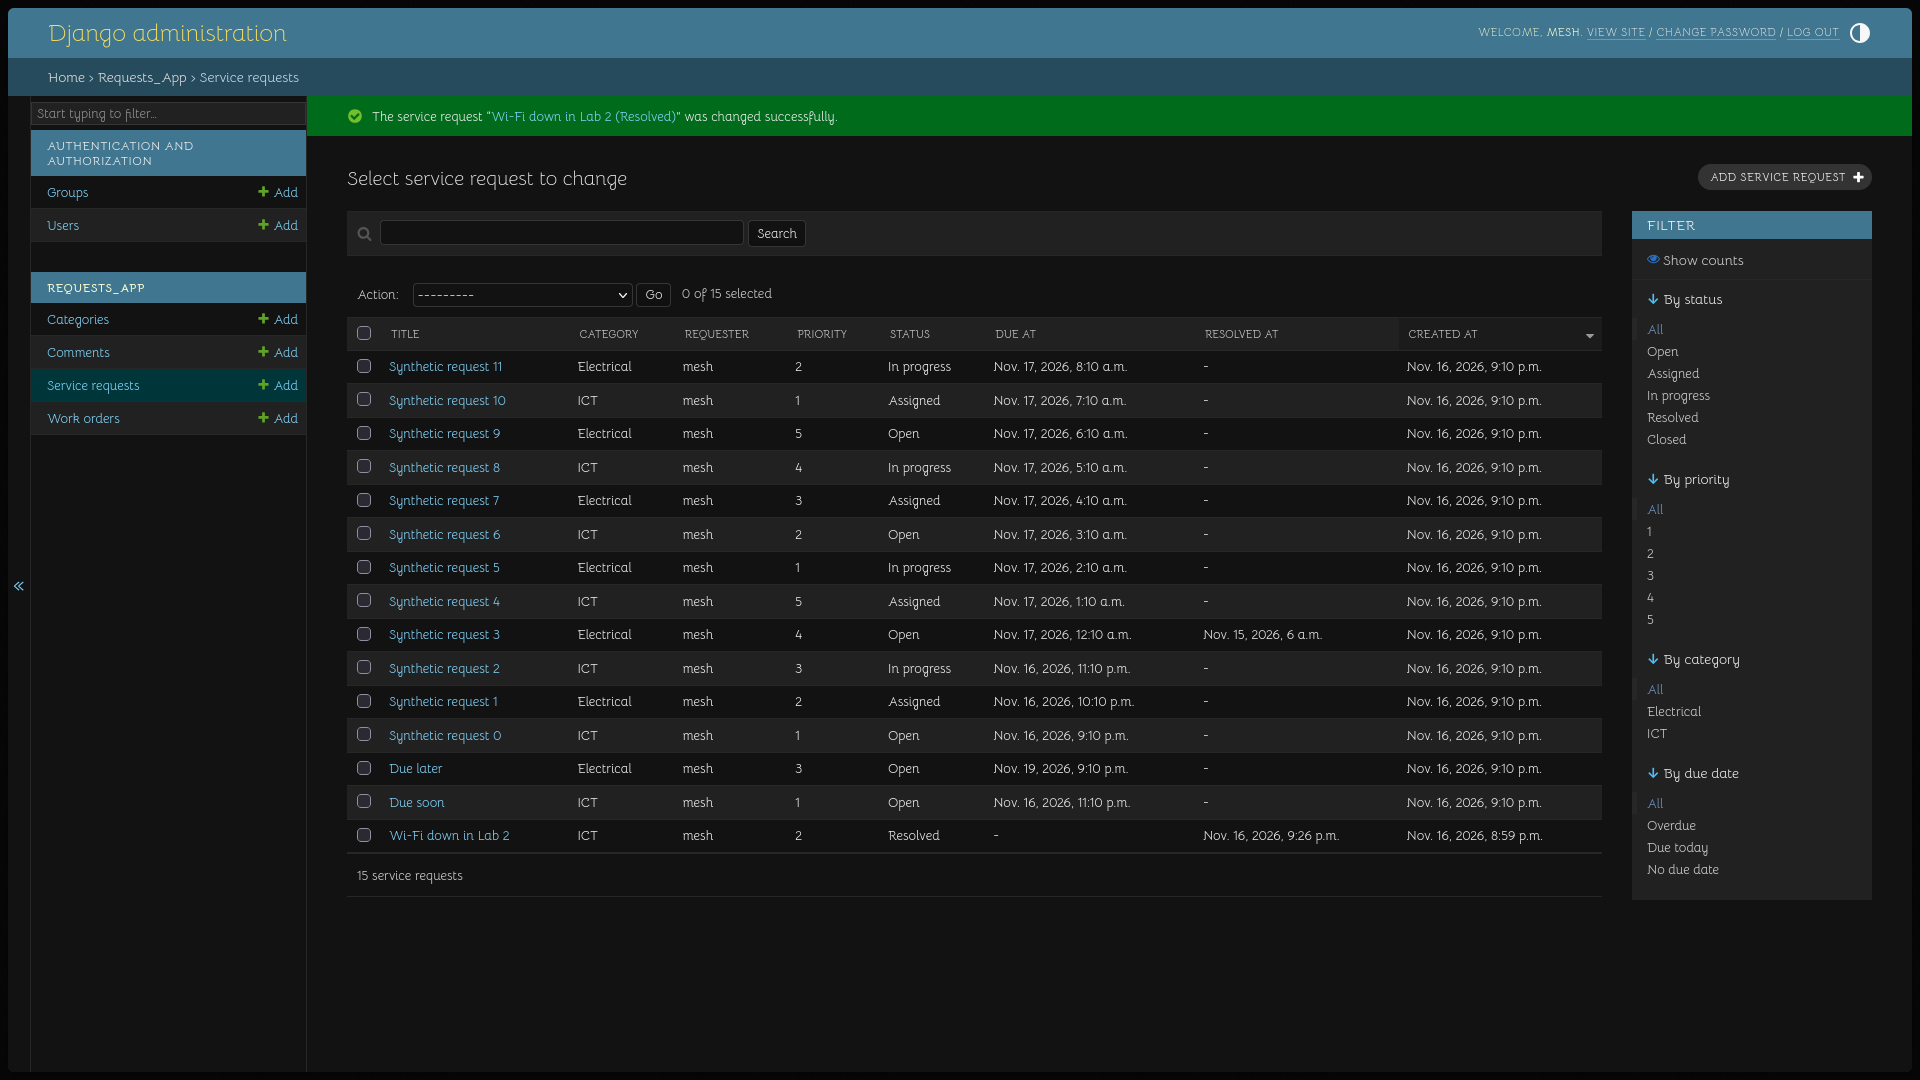 Django administration
WELCOME, MESH. VIEW SITE / CHANGE PASSWORD / LOG OUT
Home › Requests_App › Service requests
Start typing to filter...
AUTHENTICATION AND
AUTHORIZATION
Groups Add
Users Add
REQUESTS_APP
Categories Add
Comments Add
Service requests Add
Work orders Add
«
The service request “Wi-Fi down in Lab 2 (Resolved)” was changed successfully.
Select service request to change
ADD SERVICE REQUEST
Search
Action: --------- Go 0 of 15 selected
TITLE CATEGORY REQUESTER PRIORITY STATUS DUE AT RESOLVED AT CREATED AT
Synthetic request 11 Electrical mesh 2 In progress Nov. 17, 2026, 8:10 a.m. - Nov. 16, 2026, 9:10 p.m.
Synthetic request 10 ICT mesh 1 Assigned Nov. 17, 2026, 7:10 a.m. - Nov. 16, 2026, 9:10 p.m.
Synthetic request 9 Electrical mesh 5 Open Nov. 17, 2026, 6:10 a.m. - Nov. 16, 2026, 9:10 p.m.
Synthetic request 8 ICT mesh 4 In progress Nov. 17, 2026, 5:10 a.m. - Nov. 16, 2026, 9:10 p.m.
Synthetic request 7 Electrical mesh 3 Assigned Nov. 17, 2026, 4:10 a.m. - Nov. 16, 2026, 9:10 p.m.
Synthetic request 6 ICT mesh 2 Open Nov. 17, 2026, 3:10 a.m. - Nov. 16, 2026, 9:10 p.m.
Synthetic request 5 Electrical mesh 1 In progress Nov. 17, 2026, 2:10 a.m. - Nov. 16, 2026, 9:10 p.m.
Synthetic request 4 ICT mesh 5 Assigned Nov. 17, 2026, 1:10 a.m. - Nov. 16, 2026, 9:10 p.m.
Synthetic request 3 Electrical mesh 4 Open Nov. 17, 2026, 12:10 a.m. Nov. 15, 2026, 6 a.m. Nov. 16, 2026, 9:10 p.m.
Synthetic request 2 ICT mesh 3 In progress Nov. 16, 2026, 11:10 p.m. - Nov. 16, 2026, 9:10 p.m.
Synthetic request 1 Electrical mesh 2 Assigned Nov. 16, 2026, 10:10 p.m. - Nov. 16, 2026, 9:10 p.m.
Synthetic request 0 ICT mesh 1 Open Nov. 16, 2026, 9:10 p.m. - Nov. 16, 2026, 9:10 p.m.
Due later Electrical mesh 3 Open Nov. 19, 2026, 9:10 p.m. - Nov. 16, 2026, 9:10 p.m.
Due soon ICT mesh 1 Open Nov. 16, 2026, 11:10 p.m. - Nov. 16, 2026, 9:10 p.m.
Wi-Fi down in Lab 2 ICT mesh 2 Resolved - Nov. 16, 2026, 9:26 p.m. Nov. 16, 2026, 8:59 p.m.
15 service requests
FILTER
Show counts
By status
All
Open
Assigned
In progress
Resolved
Closed
By priority
All
1
2
3
4
5
By category
All
Electrical
ICT
By due date
All
Overdue
Due today
No due date